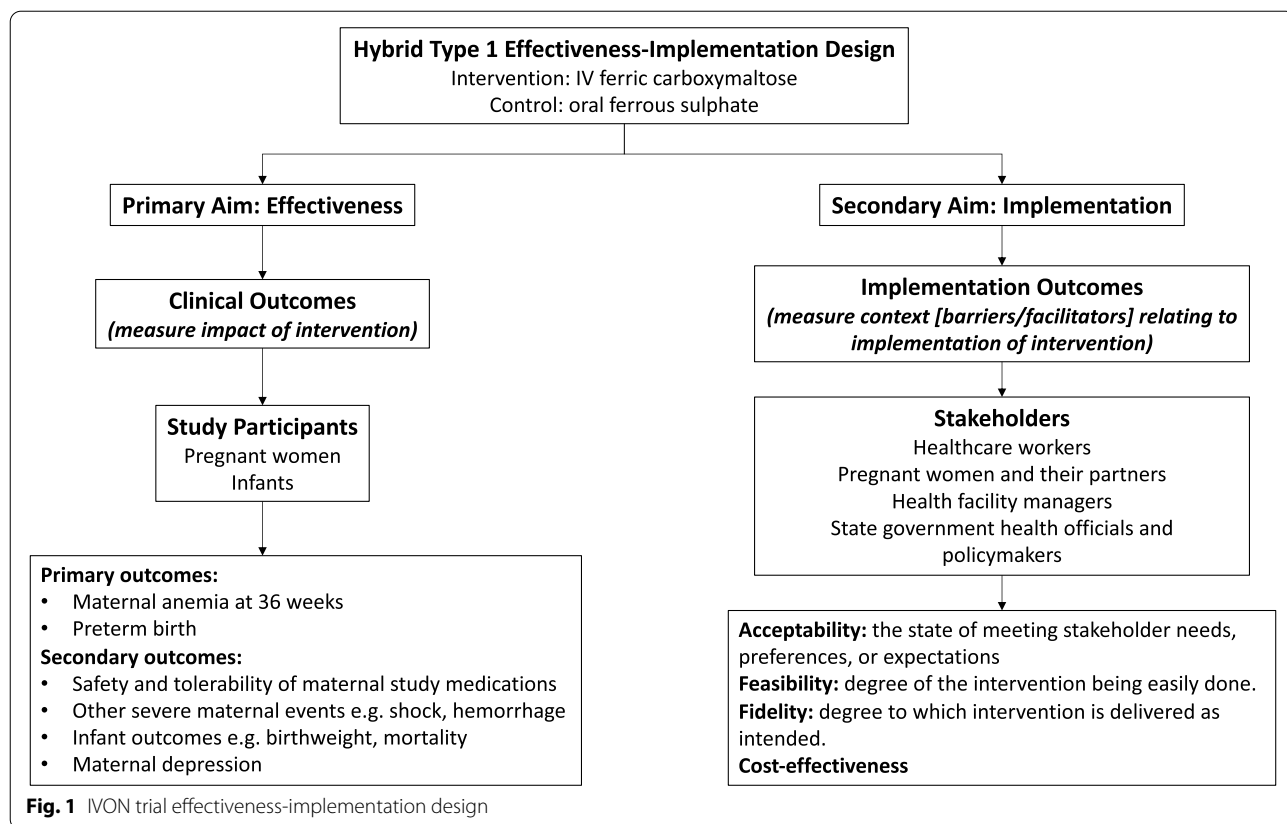 Hybrid Type 1 Effectiveness-Implementation Design
Intervention: IV ferric carboxymaltose
Control: oral ferrous sulphate
Primary Aim: Effectiveness
Clinical Outcomes
(measure impact of intervention)
Study Participants
Pregnant women
Infants
Primary outcomes:
• Maternal anemia at 36 weeks
• Preterm birth
Secondary outcomes:
• Safety and tolerability of maternal study medications
• Other severe maternal events e.g. shock, hemorrhage
• Infant outcomes e.g. birthweight, mortality
• Maternal depression
Secondary Aim: Implementation
Implementation Outcomes
(measure context [barriers/facilitators] relating to
implementation of intervention)
Stakeholders
Healthcare workers
Pregnant women and their partners
Health facility managers
State government health officials and
policymakers
Acceptability: the state of meeting stakeholder needs,
preferences, or expectations
Feasibility: degree of the intervention being easily done.
Fidelity: degree to which intervention is delivered as
intended.
Cost-effectiveness
Fig. 1 IVON trial effectiveness-implementation design